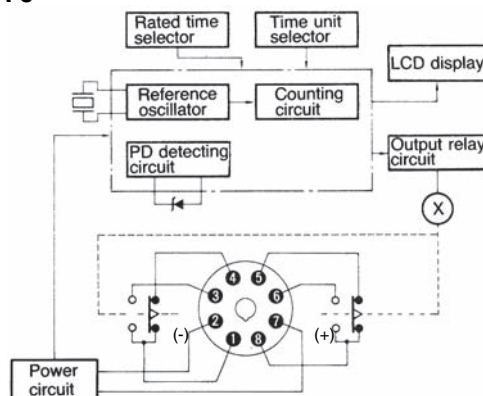 Rated time
selector
Time unit
selector
LCD display
Reference
oscillator
Counting
circuit
PD detecting
circuit
Output relay
circuit
X
4
5
3
6
2
7
1
8
(-)
(+)
Power
circuit